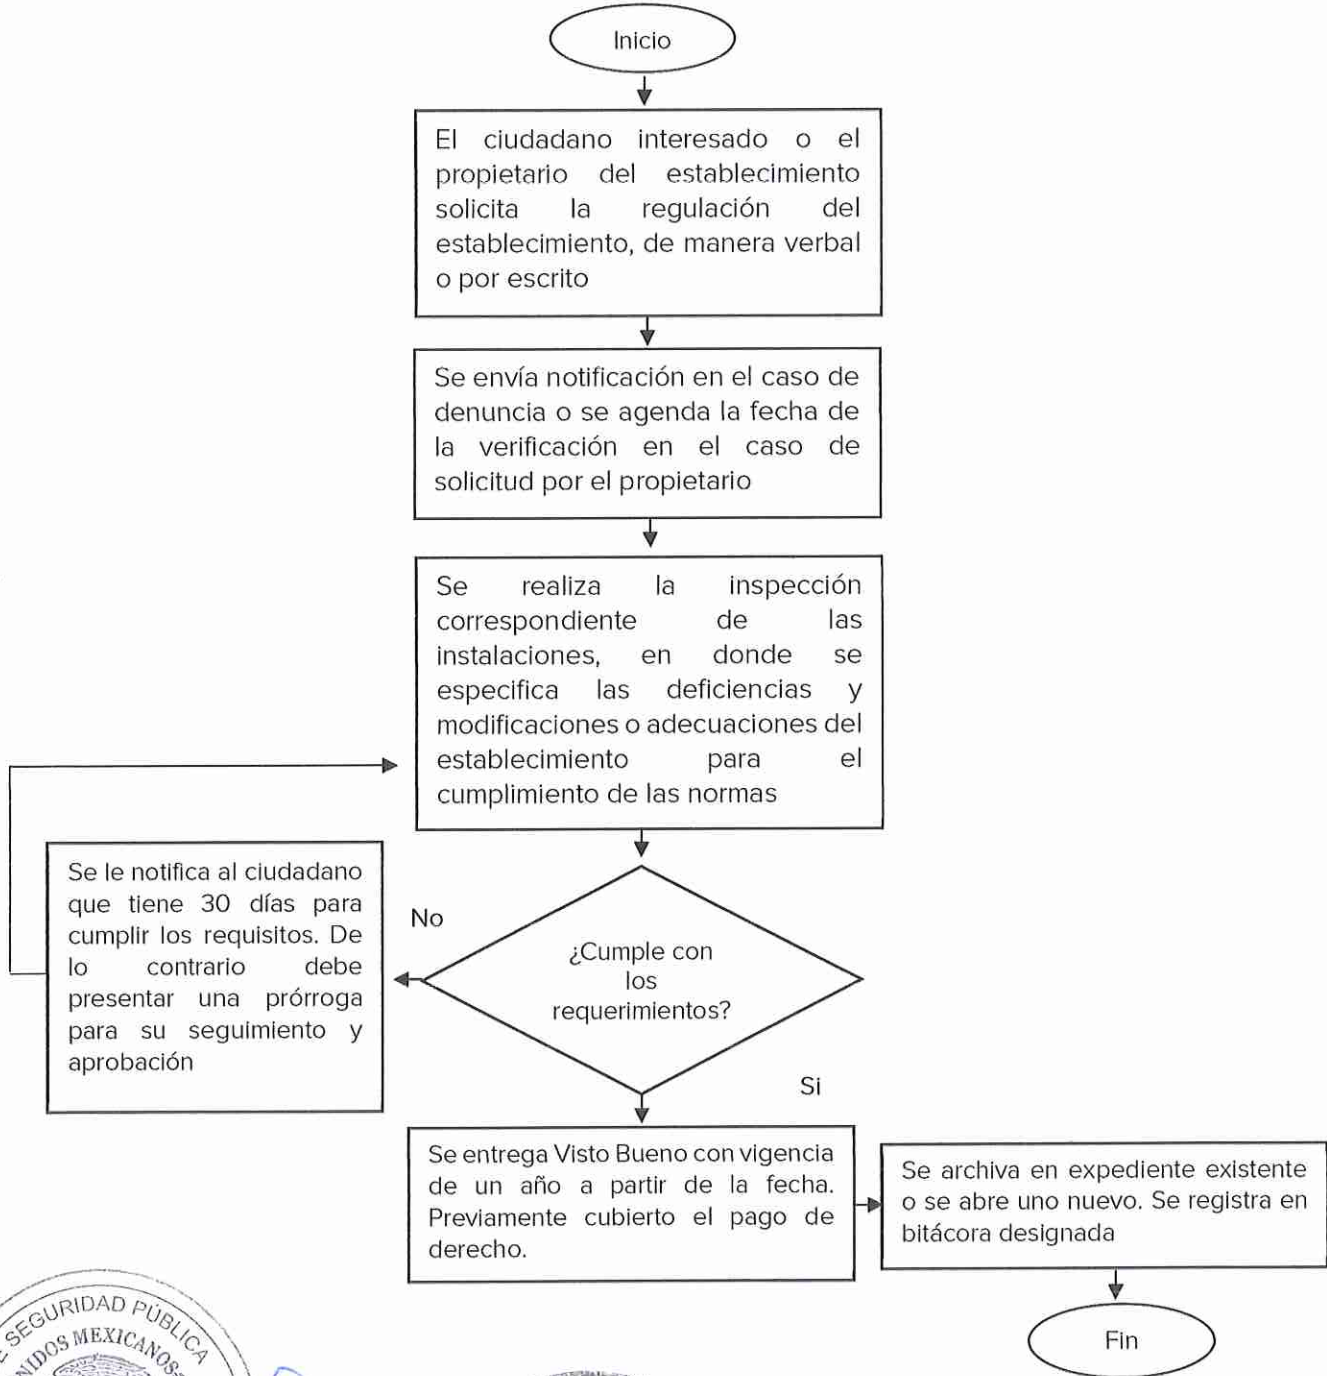 Inicio
El ciudadano interesado o el
propietario del establecimiento
solicita la regulación del
establecimiento, de manera verbal
o por escrito
Se envía notificación en el caso de
denuncia o se agenda la fecha de
la verificación en el caso de
solicitud por el propietario
Se realiza la inspección
correspondiente de las
instalaciones, en donde se
especifica las deficiencias y
modificaciones o adecuaciones del
establecimiento para el
cumplimiento de las normas
Se le notifica al ciudadano
que tiene 30 días para
cumplir los requisitos. De
lo contrario debe
presentar una prórroga
para su seguimiento y
aprobación
No
¿Cumple con
los
requerimientos?
Si
Se entrega Visto Bueno con vigencia
de un año a partir de la fecha.
Previamente cubierto el pago de
derecho.
Se archiva en expediente existente
o se abre uno nuevo. Se registra en
bitácora designada
Fin
SEGURIDAD PÚBLICA
MEXICANOS